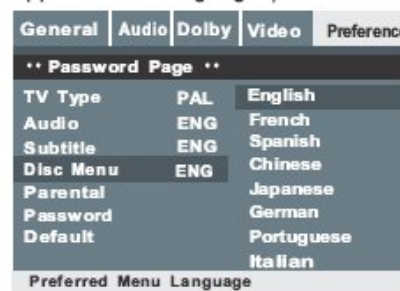 General Audio Dolby Video Preferenc
·· Password Page ··
TV Type PAL English
Audio ENG French
Subtitle ENG Spanish
Disc Menu ENG Chinese
Parental Japanese
Password German
Default Portuguese
Italian
Preferred Menu Language